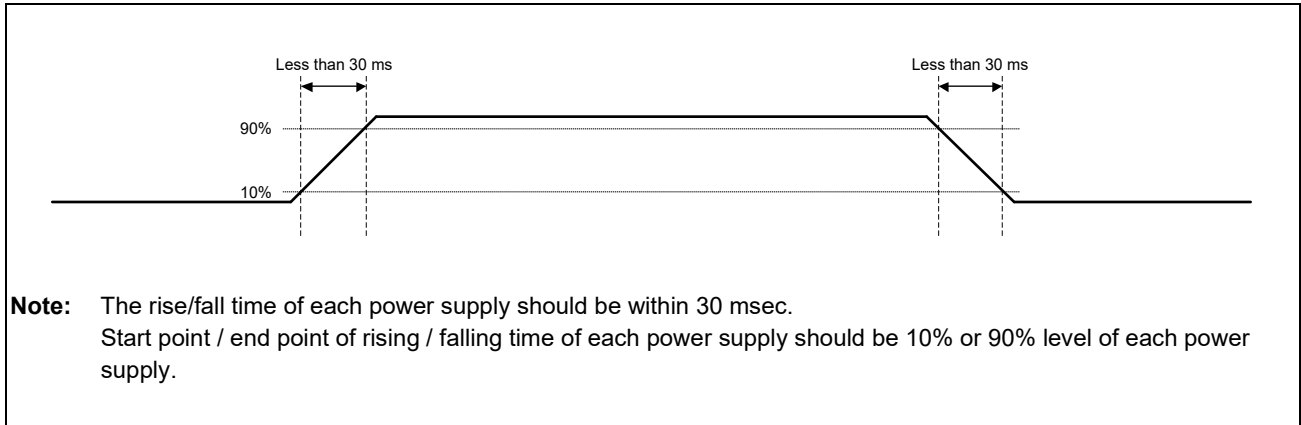 Less than 30 ms
Less than 30 ms
90%
10%
Note: The rise/fall time of each power supply should be within 30 msec.
Start point / end point of rising / falling time of each power supply should be 10% or 90% level of each power
supply.